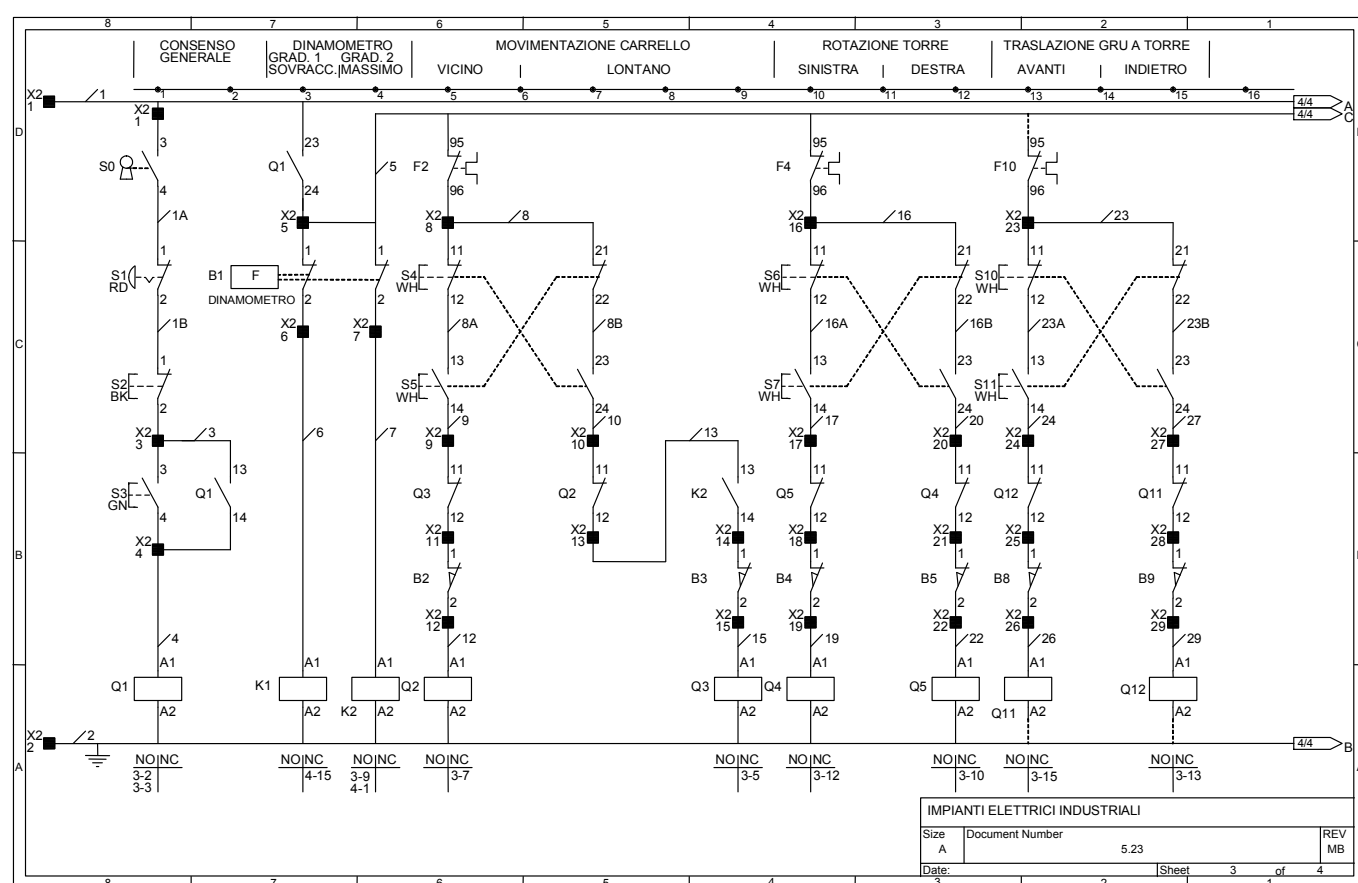 8 7 6 5 4 3 2 1
CONSENSO DINAMOMETRO MOVIMENTAZIONE CARRELLO ROTAZIONE TORRE TRASLAZIONE GRU A TORRE
GENERALE GRAD. 1 GRAD. 2
SOVRACC. MASSIMO VICINO LONTANO SINISTRA DESTRA AVANTI INDIETRO
X2 /1 1 2 3 4 5 6 7 8 9 10 11 12 13 14 15 16 4/4 A
1 X2 4/4 C
1
D 3 23 95 95 95
S0 Q1 5 F2 F4 F10
4 24 96 96 96
1A X2 X2 8 X2 16 X2 23
5 8 16 23
1 1 1 11 21 11 21 11 21
S1 B1 F S4 S6 S10
RD WH WH WH
2 DINAMOMETRO 2 2 12 22 12 22 12 22
1B X2 X2 8A 8B 16A 16B 23A 23B
C 6 7
1 13 23 13 23 13 23
S2 S5 S7 S11
BK WH WH WH
2 14 24 14 24 14 24
X2 3 6 7 X2 9 X2 10 13 X2 17 X2 20 X2 24 X2 27
3 9 10 17 20 24 27
3 13 11 11 13 11 11 11 11
S3 Q1 Q3 Q2 K2 Q5 Q4 Q12 Q11
GN
4 14 12 12 14 12 12 12 12
X2 X2 X2 X2 X2 X2 X2 X2
4 11 13 14 18 21 25 28
B 1 1 1 1 1 1
B2 B3 B4 B5 B8 B9
2 2 2 2 2 2
X2 X2 X2 X2 X2 X2
12 15 19 22 26 29
4 12 15 19 22 26 29
A1 A1 A1 A1 A1 A1 A1 A1 A1
Q1 K1 Q2 Q3 Q4 Q5 Q12
A2 A2 K2 A2 A2 A2 A2 A2 Q11 A2 A2
X2 2 4/4 B
2
A NO NC NO NC NO NC NO NC NO NC NO NC NO NC NO NC NO NC
3-2 4-15 3-9 3-7 3-5 3-12 3-10 3-15 3-13
3-3 4-1
IMPIANTI ELETTRICI INDUSTRIALI
Size Document Number REV
A 5.23 MB
Date: Sheet 3 of 4
8 7 6 5 4 3 2 1